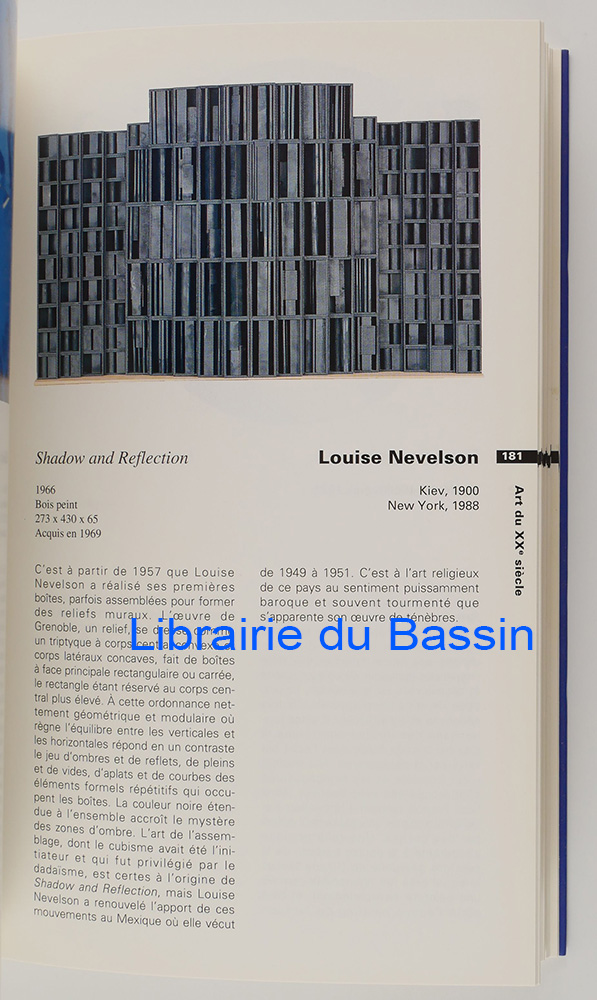 Shadow and Reflection
1966
Bois peint
273 x 430 x 65
Acquis en 1969
Louise Nevelson
Kiev, 1900
New York, 1988
181
Art du XXe siècle
C'est à partir de 1957 que Louise
Nevelson a réalisé ses premières
boîtes, parfois assemblées pour former
des reliefs muraux. L'œuvre de
Grenoble, un relief, se dresse comme
un triptyque à corps central convexe et
corps latéraux concaves, fait de boîtes
à face principale rectangulaire ou carrée,
le rectangle étant réservé au corps cen-
tral plus élevé. À cette ordonnance net-
tement géométrique et modulaire où
règne l'équilibre entre les verticales et
les horizontales répond en un contraste
le jeu d'ombres et de reflets, de pleins
et de vides, d'aplats et de courbes des
éléments formels répétitifs qui occu-
pent les boîtes. La couleur noire éten-
due à l'ensemble accroît le mystère
des zones d'ombre. L'art de l'assem-
blage, dont le cubisme avait été l'ini-
tiateur et qui fut privilégié par le
dadaïsme, est certes à l'origine de
Shadow and Reflection, mais Louise
Nevelson a renouvelé l'apport de ces
mouvements au Mexique où elle vécut
de 1949 à 1951. C'est à l'art religieux
de ce pays au sentiment puissamment
baroque et souvent tourmenté que
s'apparente son œuvre de ténèbres.
Librairie du Bassin